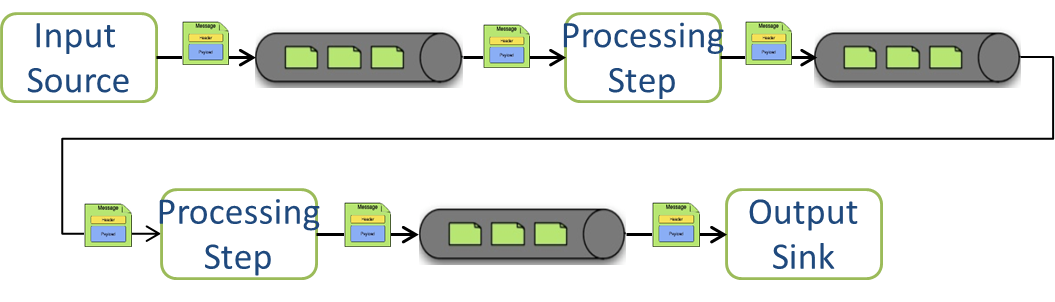 Input
Source
Message
Header
Payload
Message
Header
Payload
Processing
Step
Message
Header
Payload
Message
Header
Payload
Processing
Step
Message
Header
Payload
Message
Header
Payload
Output
Sink